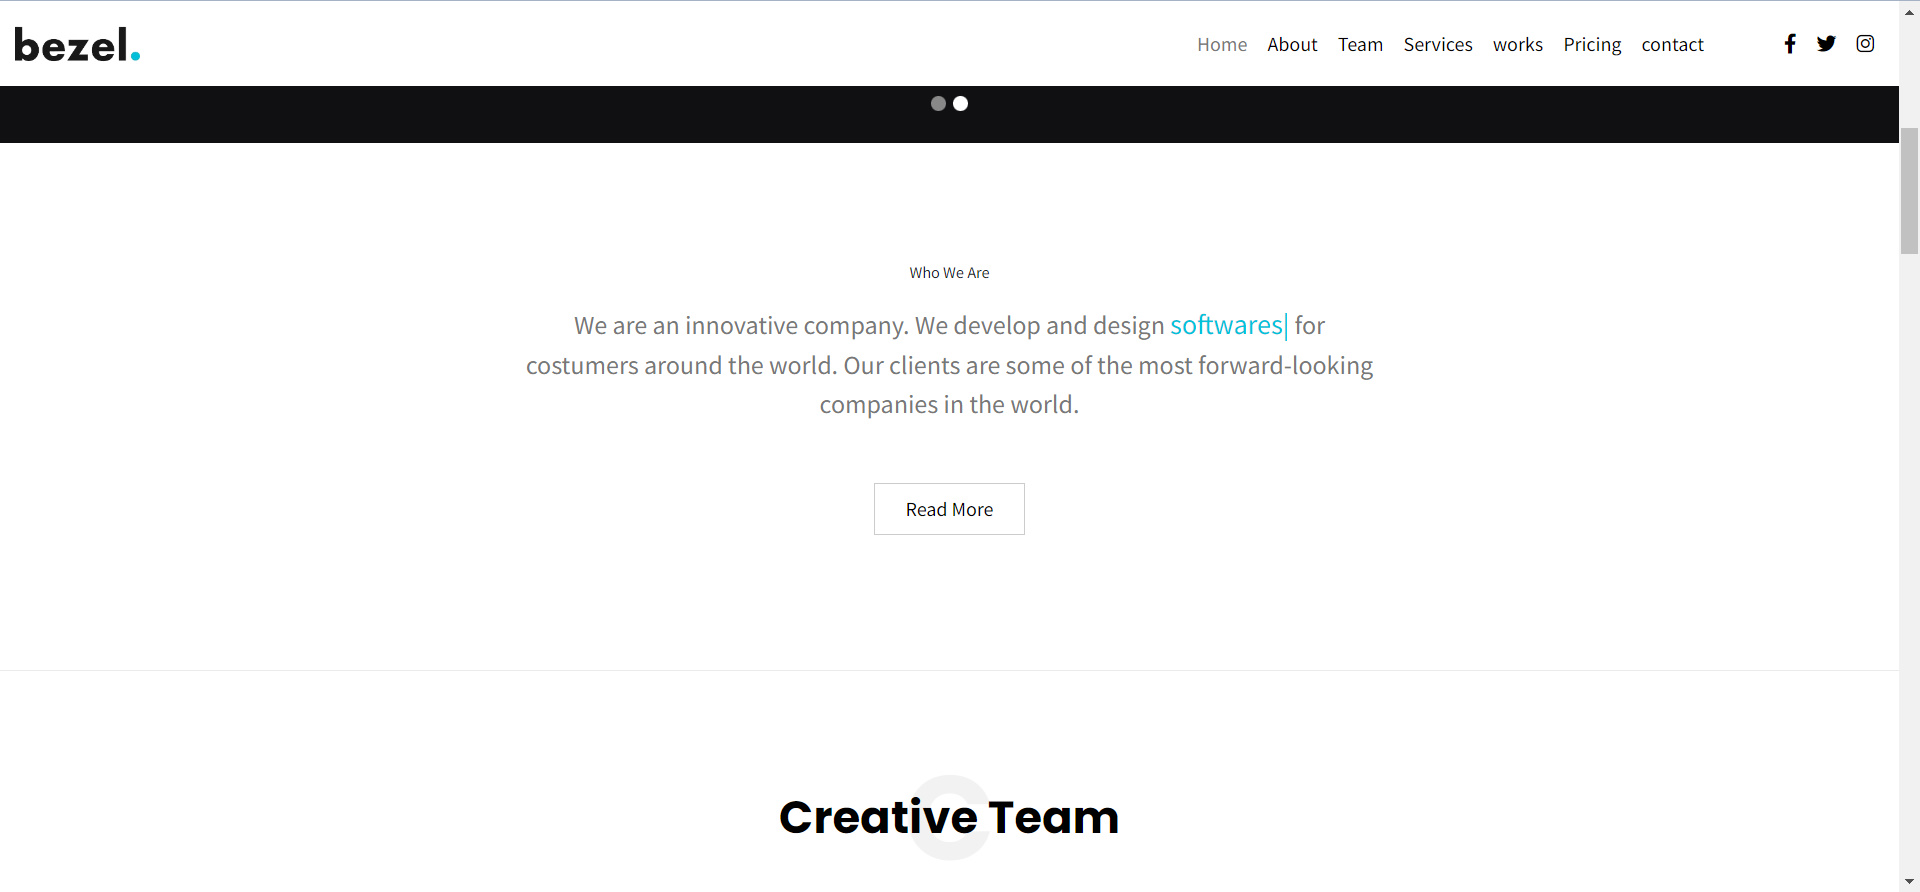 bezel.
Home About Team Services works Pricing contact
Who We Are
We are an innovative company. We develop and design softwares| for
costumers around the world. Our clients are some of the most forward-looking
companies in the world.
Read More
C
Creative Team